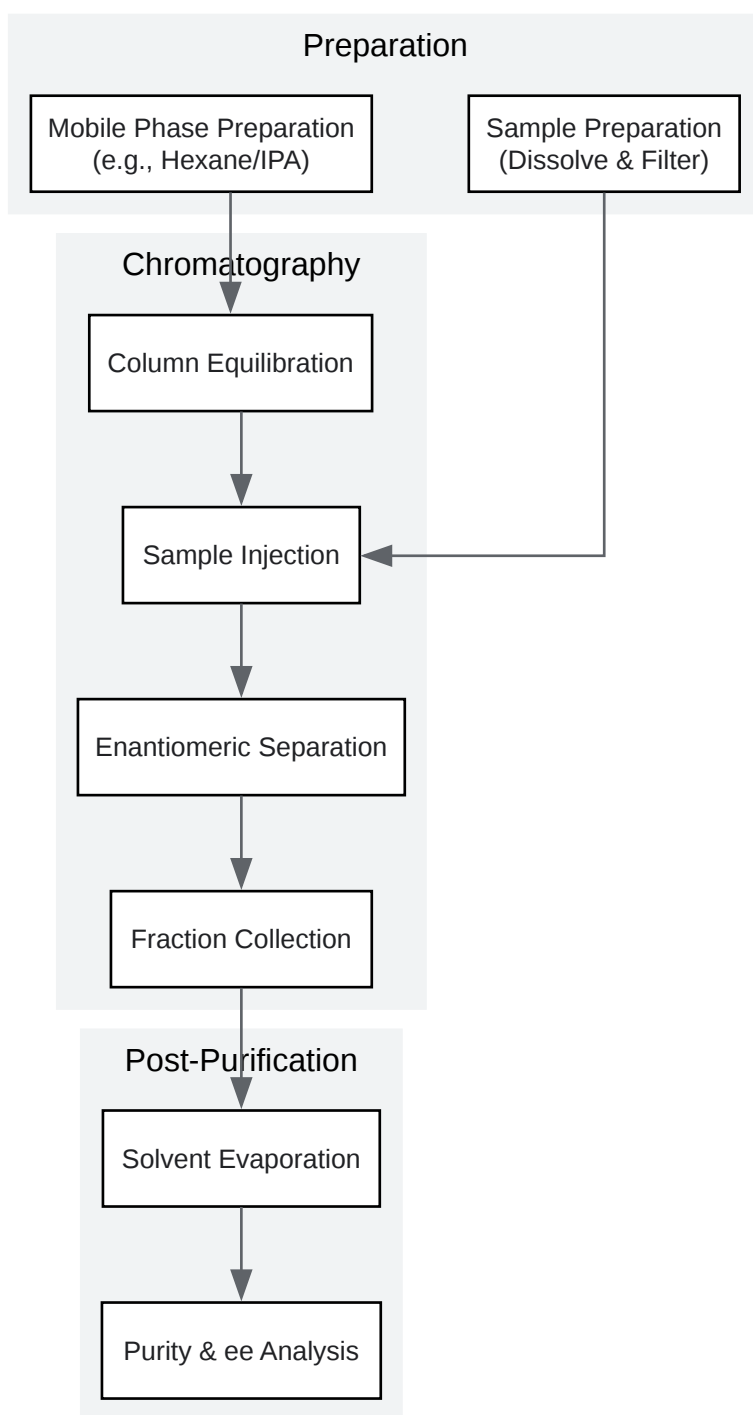 Preparation
Mobile Phase Preparation
(e.g., Hexane/IPA)
Sample Preparation
(Dissolve & Filter)
Chromatography
Column Equilibration
Sample Injection
Enantiomeric Separation
Fraction Collection
Post-Purification
Solvent Evaporation
Purity & ee Analysis